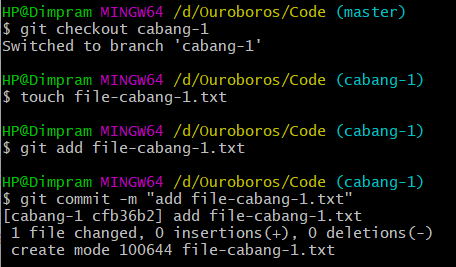 HP@Dimpram MINGW64 /d/Ouroboros/Code (master)
$ git checkout cabang-1
Switched to branch 'cabang-1'
HP@Dimpram MINGW64 /d/Ouroboros/Code (cabang-1)
$ touch file-cabang-1.txt
HP@Dimpram MINGW64 /d/Ouroboros/Code (cabang-1)
$ git add file-cabang-1.txt
HP@Dimpram MINGW64 /d/Ouroboros/Code (cabang-1)
$ git commit -m "add file-cabang-1.txt"
[cabang-1 cfb36b2] add file-cabang-1.txt
 1 file changed, 0 insertions(+), 0 deletions(-)
 create mode 100644 file-cabang-1.txt